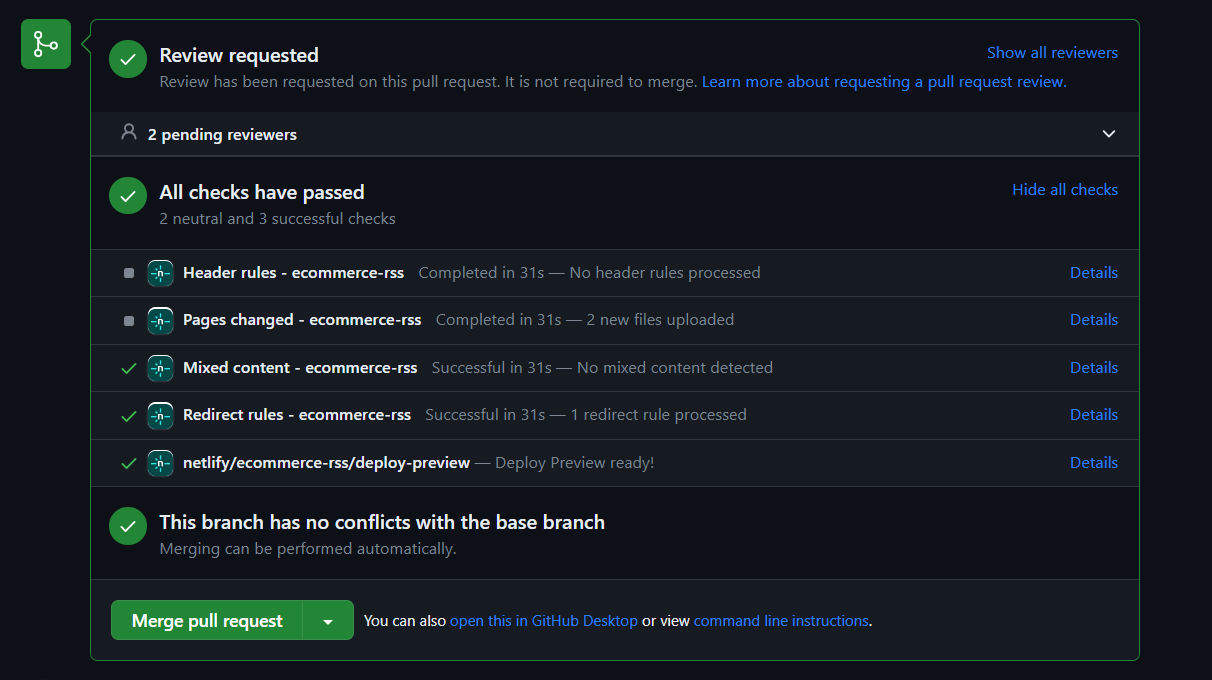 Review requested
Show all reviewers
Review has been requested on this pull request. It is not required to merge. Learn more about requesting a pull request review.
2 pending reviewers
All checks have passed
Hide all checks
2 neutral and 3 successful checks
n Header rules - ecommerce-rss Completed in 31s — No header rules processed Details
n Pages changed - ecommerce-rss Completed in 31s — 2 new files uploaded Details
n Mixed content - ecommerce-rss Successful in 31s — No mixed content detected Details
n Redirect rules - ecommerce-rss Successful in 31s — 1 redirect rule processed Details
n netlify/ecommerce-rss/deploy-preview — Deploy Preview ready! Details
This branch has no conflicts with the base branch
Merging can be performed automatically.
Merge pull request You can also open this in GitHub Desktop or view command line instructions.